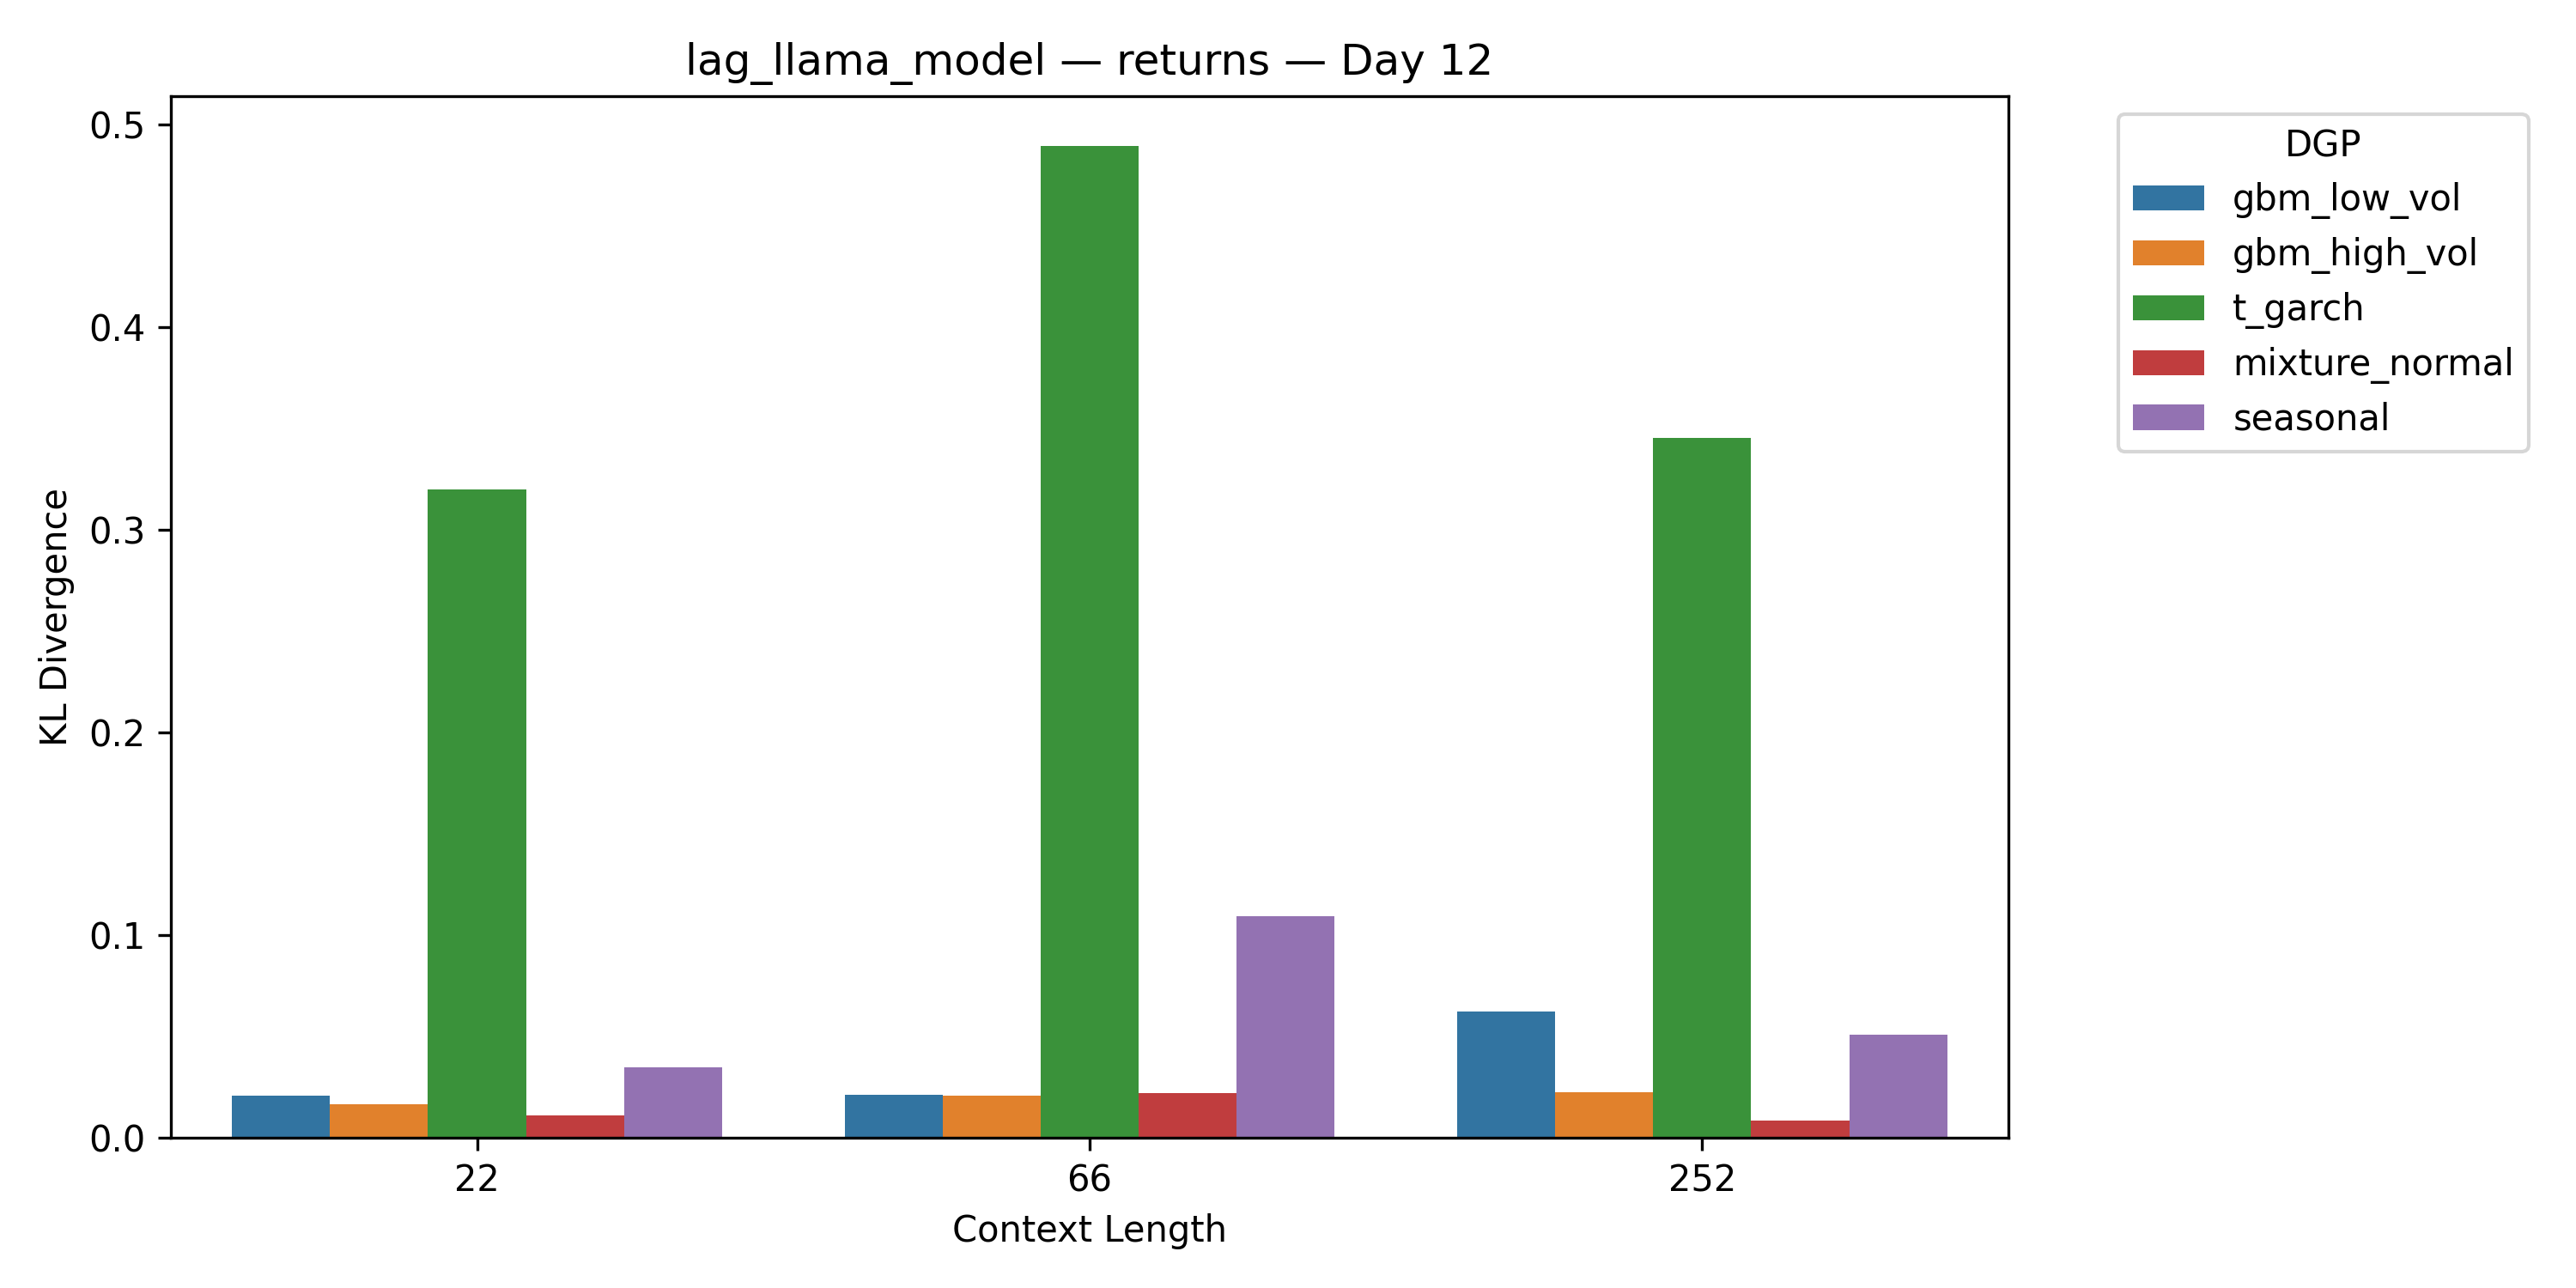 lag_llama_model — returns — Day 12
KL Divergence
0.5
0.4
0.3
0.2
0.1
0.0
22
66
252
Context Length
DGP
gbm_low_vol
gbm_high_vol
t_garch
mixture_normal
seasonal